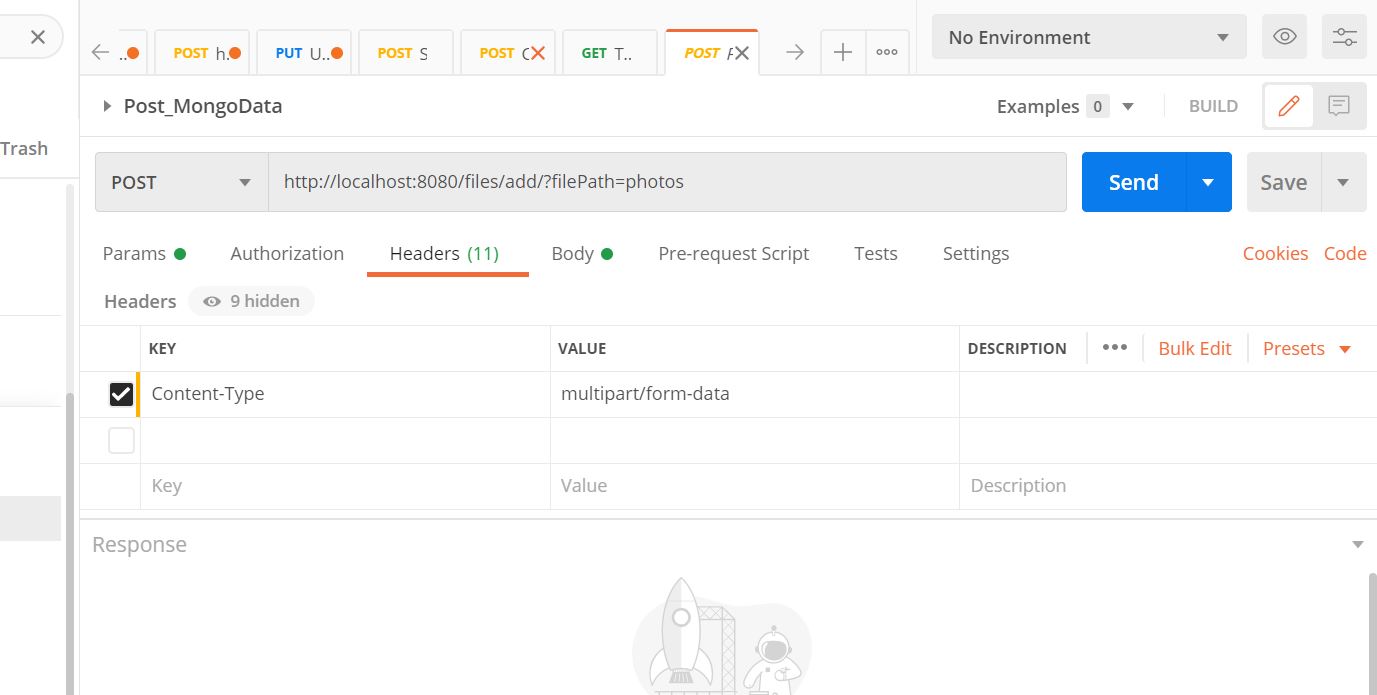 .. POST h. PUT U.. POST S POST GET T.. POST No Environment
Trash
Post_MongoData Examples 0 BUILD
POST http://localhost:8080/files/add/?filePath=photos Send Save
Params Authorization Headers (11) Body Pre-request Script Tests Settings Cookies Code
Headers 9 hidden
KEY VALUE DESCRIPTION ••• Bulk Edit Presets
Content-Type multipart/form-data
Key Value Description
Response